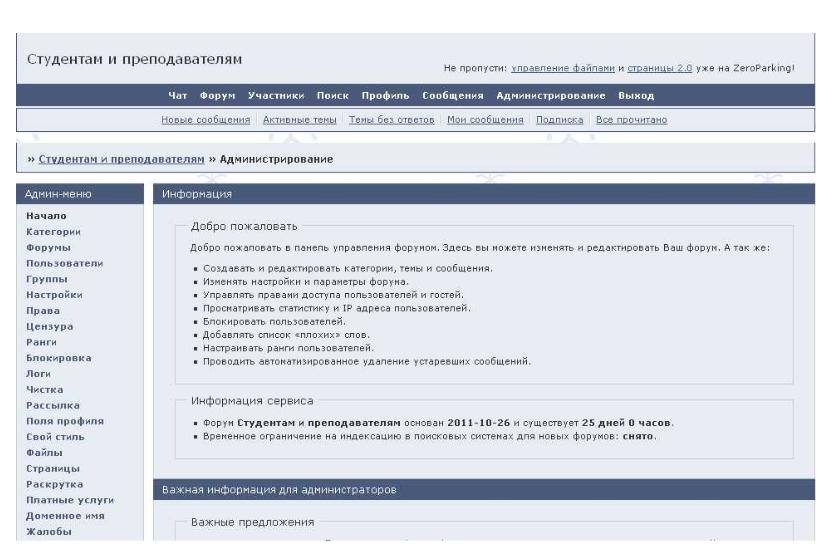 Студентам и преподавателям
Не пропусти: управление файлами и страницы 2.0 уже на ZeroParking!
Чат Форум Участники Поиск Профиль Сообщения Администрирование Выход
Новые сообщения Активные темы Темы без ответов Мои сообщения Подписка Все прочитано
» Студентам и преподавателям » Администрирование
Админ-меню
Начало
Категории
Форумы
Пользователи
Группы
Настройки
Права
Цензура
Ранги
Блокировка
Логи
Чистка
Рассылка
Поля профиля
Свой стиль
Файлы
Страницы
Раскрутка
Платные услуги
Доменное имя
Жалобы
Информация
Добро пожаловать
Добро пожаловать в панель управления форумом. Здесь вы можете изменять и редактировать Ваш форум. А так же:
▪ Создавать и редактировать категории, темы и сообщения.
▪ Изменять настройки и параметры форума.
▪ Управлять правами доступа пользователей и гостей.
▪ Просматривать статистику и IP адреса пользователей.
▪ Блокировать пользователей.
▪ Добавлять список «плохих» слов.
▪ Настраивать ранги пользователей.
▪ Проводить автоматизированное удаление устаревших сообщений.
Информация сервиса
▪ Форум Студентам и преподавателям основан 2011-10-26 и существует 25 дней 0 часов.
▪ Временное ограничение на индексацию в поисковых системах для новых форумов: снято.
Важная информация для администраторов
Важные предложения